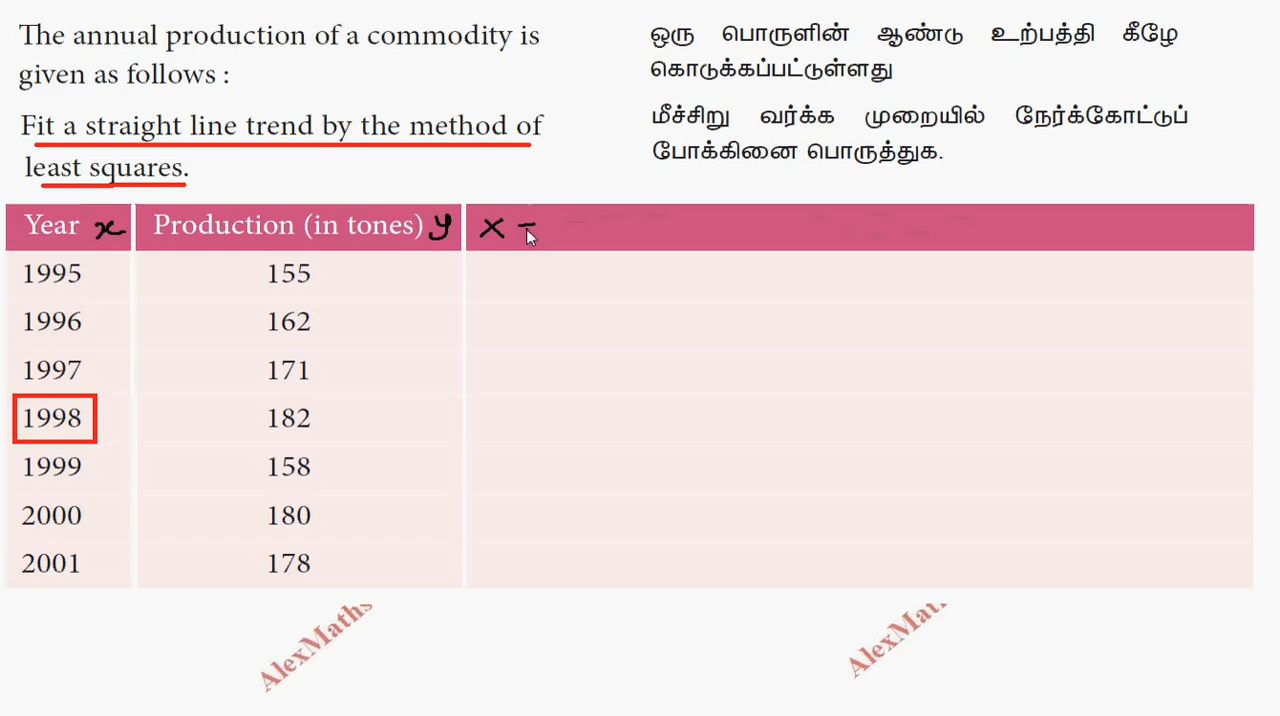 The annual production of a commodity is
given as follows :
Fit a straight line trend by the method of
least squares.
ஒரு பொருளின் ஆண்டு உற்பத்தி கீழே
கொடுக்கப்பட்டுள்ளது
மீச்சிறு வர்க்க முறையில் நேர்க்கோட்டுப்
போக்கினை பொருத்துக.
Year x Production (in tones) y X =
1995 155
1996 162
1997 171
1998 182
1999 158
2000 180
2001 178
AlexMaths AlexMaths